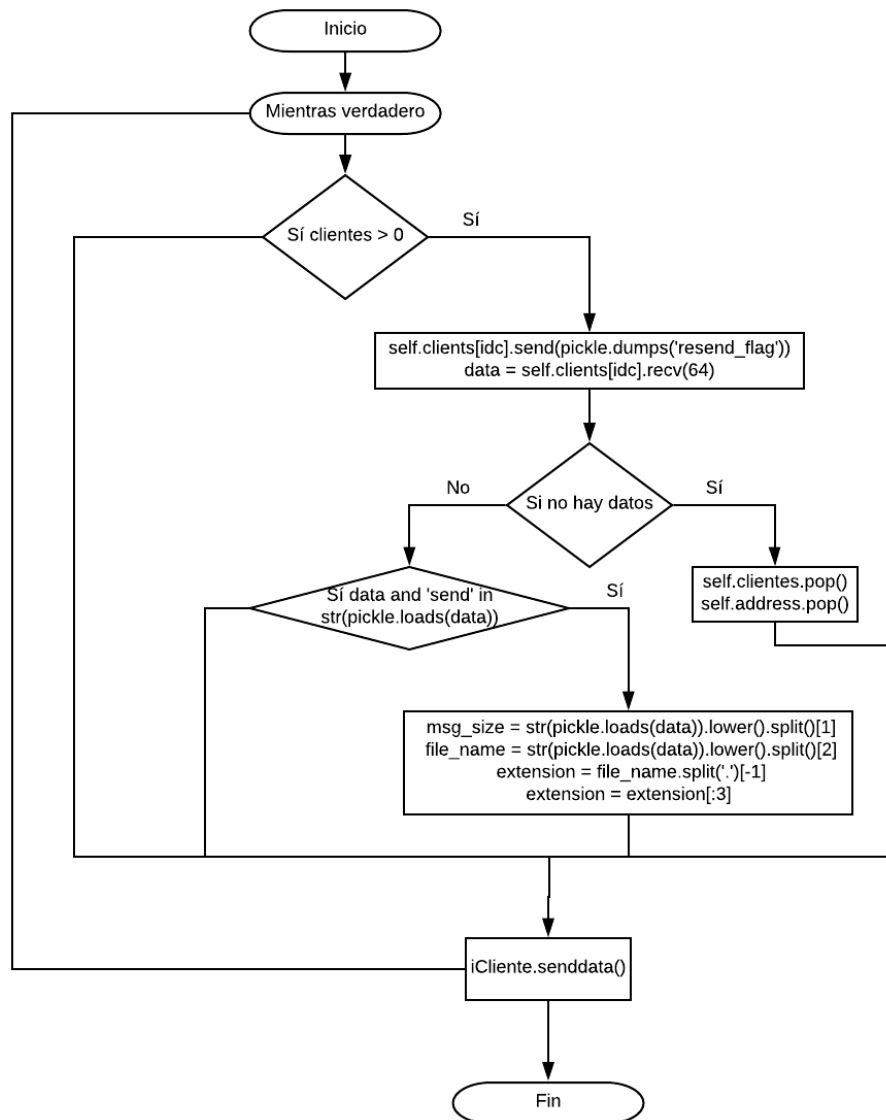 Inicio
Mientras verdadero
Sí clientes > 0
Sí
self.clients[idc].send(pickle.dumps('resend_flag'))
data = self.clients[idc].recv(64)
No
Si no hay datos
Sí
Sí data and 'send' in
str(pickle.loads(data))
Sí
self.clientes.pop()
self.address.pop()
msg_size = str(pickle.loads(data)).lower().split()[1]
file_name = str(pickle.loads(data)).lower().split()[2]
extension = file_name.split('.')[-1]
extension = extension[:3]
iCliente.senddata()
Fin